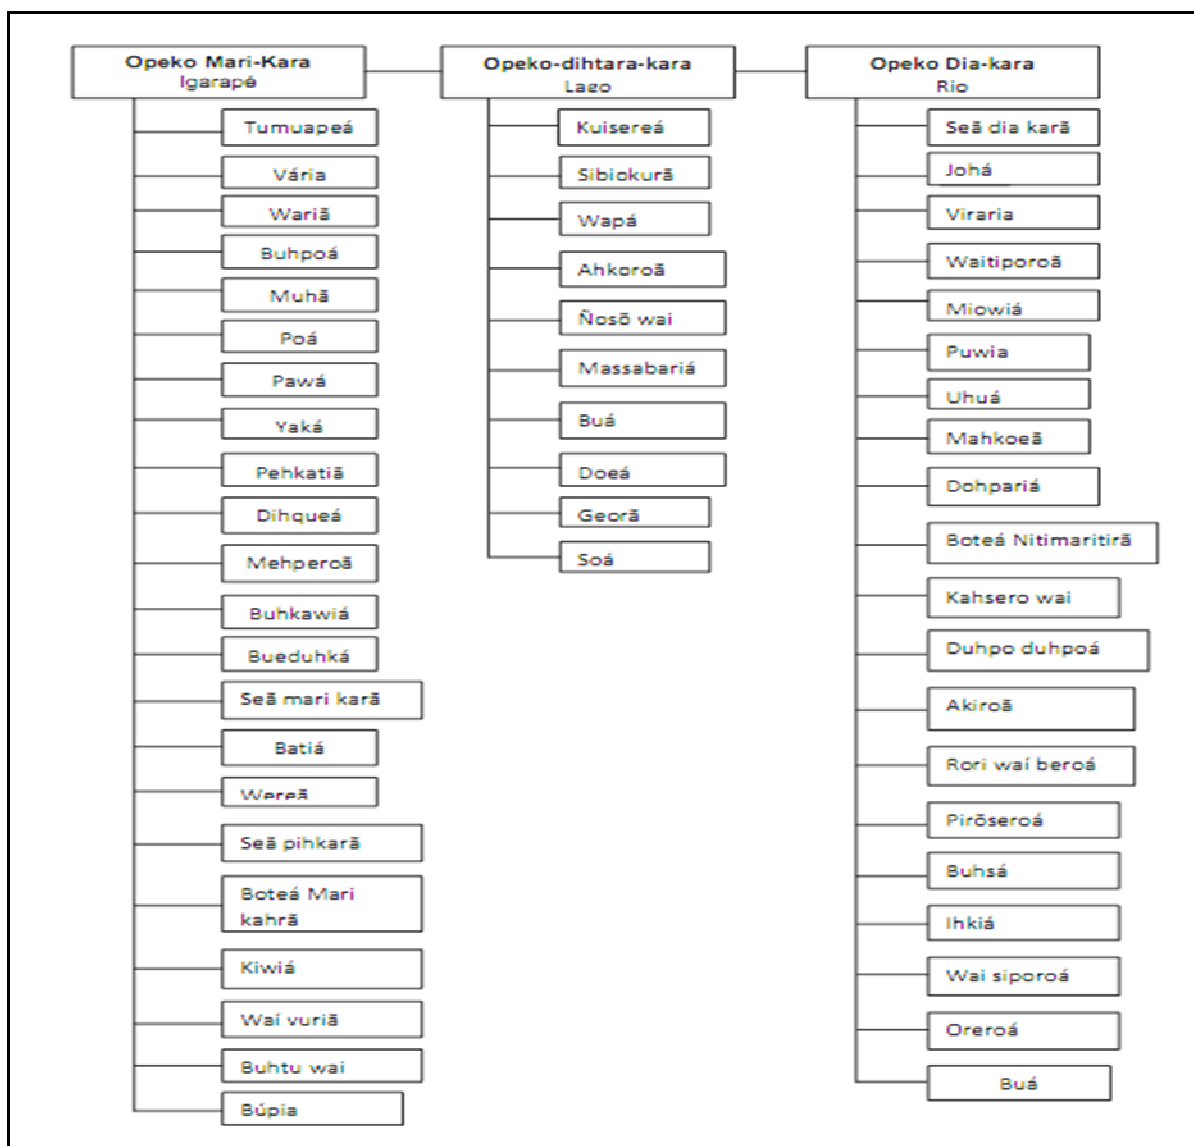 Opeko Mari-Kara
Igarapé
Tumuapeá
Vária
Wariã
Buhpoá
Muhã
Poá
Pawá
Yaká
Pehkatiã
Dihqueá
Mehperoã
Buhkawiá
Bueduhká
Seã mari karã
Batiá
Wereã
Seã pihkarã
Boteá Mari
kahrã
Kiwiá
Waí vuriã
Buhtu wai
Búpia
Opeko-dihtara-kara
Lago
Kuisereá
Sibiokurã
Wapá
Ahkoroã
Ñosõ wai
Massabariá
Buá
Doeá
Georã
Soá
Opeko Dia-kara
Rio
Seã dia karã
Johá
Viraria
Waitiporoã
Miowiá
Puwia
Uhuá
Mahkoeã
Dohpariá
Boteá Nitimaritirã
Kahsero wai
Duhpo duhpoá
Akiroã
Rori waí beroá
Pirõseroá
Buhsá
Ihkiá
Wai siporoá
Oreroá
Buá